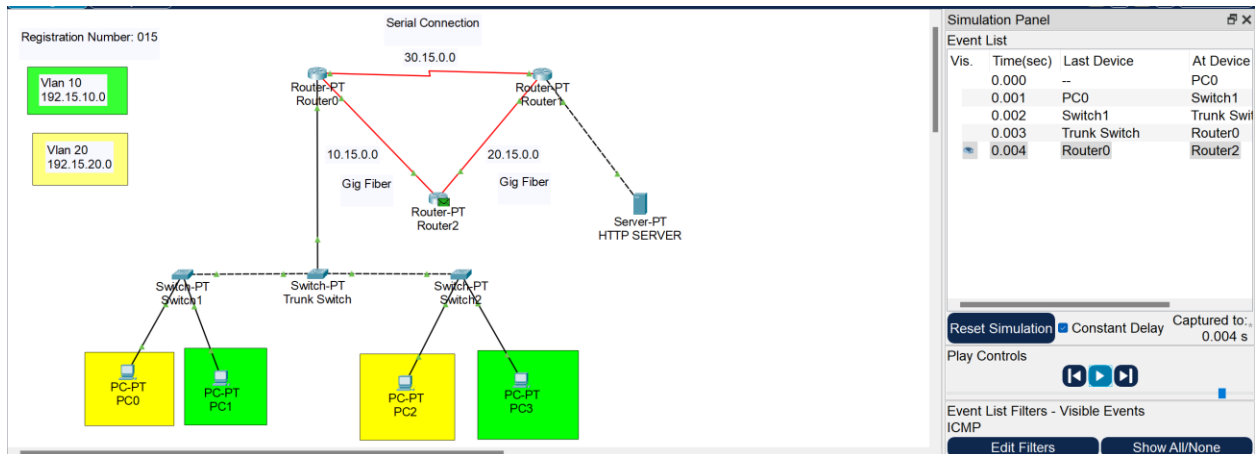 Registration Number: 015
Vlan 10
192.15.10.0
Vlan 20
192.15.20.0
Serial Connection
30.15.0.0
Router-PT
Router0
Router-PT
Router1
10.15.0.0
20.15.0.0
Gig Fiber
Gig Fiber
Router-PT
Router2
Server-PT
HTTP SERVER
Switch-PT
Switch1
Switch-PT
Trunk Switch
Switch-PT
Switch2
PC-PT
PC0
PC-PT
PC1
PC-PT
PC2
PC-PT
PC3
Simulation Panel
Event List
Vis. Time(sec) Last Device At Device
0.000 -- PC0
0.001 PC0 Switch1
0.002 Switch1 Trunk Swit
0.003 Trunk Switch Router0
0.004 Router0 Router2
Reset Simulation Constant Delay Captured to:
0.004 s
Play Controls
Event List Filters - Visible Events
ICMP
Edit Filters Show All/None